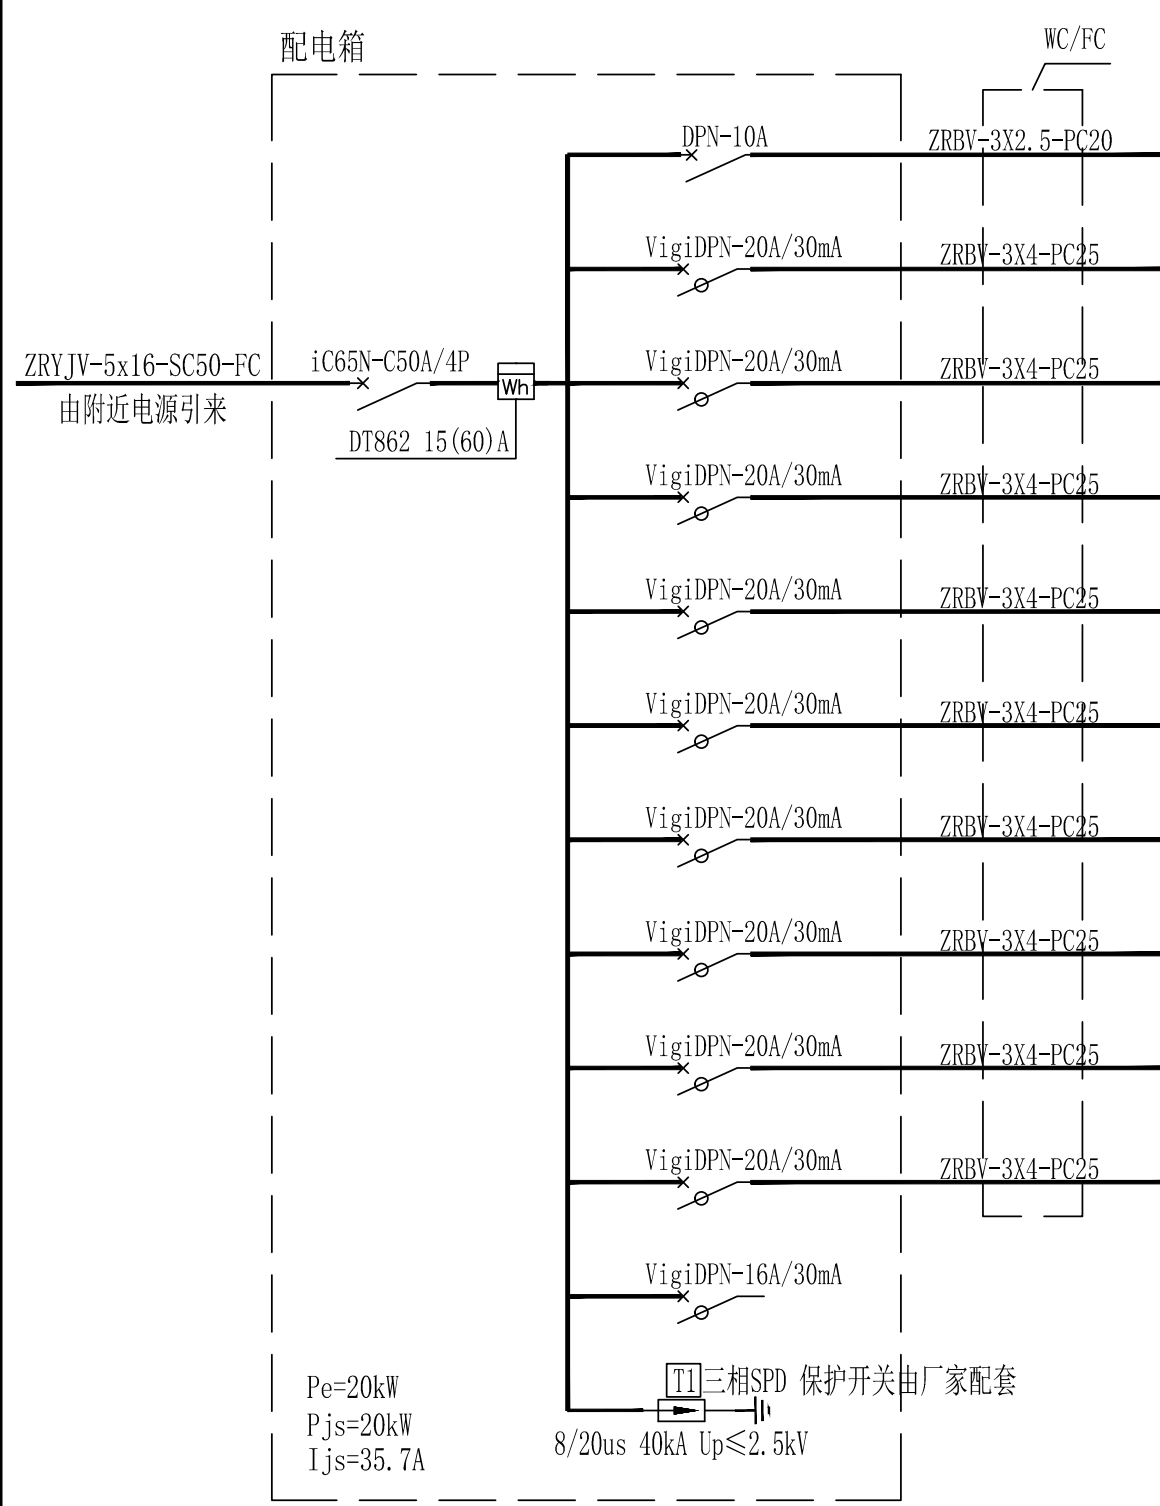 配电箱
WC/FC
DPN-10A
ZRBV-3X2.5-PC20
VigiDPN-20A/30mA
ZRBV-3X4-PC25
ZRYJV-5x16-SC50-FC
iC65N-C50A/4P
Wh
VigiDPN-20A/30mA
ZRBV-3X4-PC25
由附近电源引来
DT862 15(60)A
VigiDPN-20A/30mA
ZRBV-3X4-PC25
VigiDPN-20A/30mA
ZRBV-3X4-PC25
VigiDPN-20A/30mA
ZRBV-3X4-PC25
VigiDPN-20A/30mA
ZRBV-3X4-PC25
VigiDPN-20A/30mA
ZRBV-3X4-PC25
VigiDPN-20A/30mA
ZRBV-3X4-PC25
VigiDPN-20A/30mA
ZRBV-3X4-PC25
VigiDPN-16A/30mA
T1 三相SPD 保护开关由厂家配套
8/20us 40kA Up≤2.5kV
Pe=20kW
Pjs=20kW
Ijs=35.7A